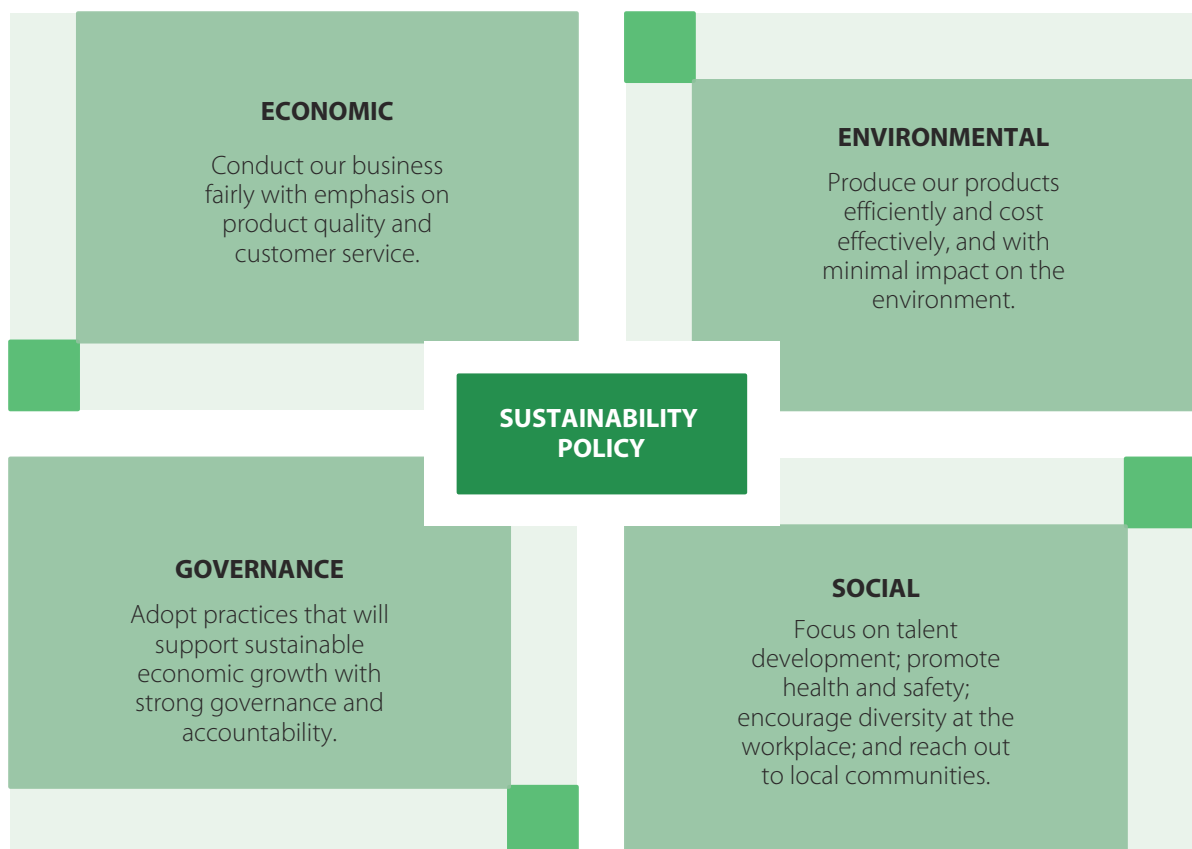 ECONOMIC
Conduct our business
fairly with emphasis on
product quality and
customer service.
ENVIRONMENTAL
Produce our products
efficiently and cost
effectively, and with
minimal impact on the
environment.
SUSTAINABILITY
POLICY
GOVERNANCE
Adopt practices that will
support sustainable
economic growth with
strong governance and
accountability.
SOCIAL
Focus on talent
development; promote
health and safety;
encourage diversity at the
workplace; and reach out
to local communities.